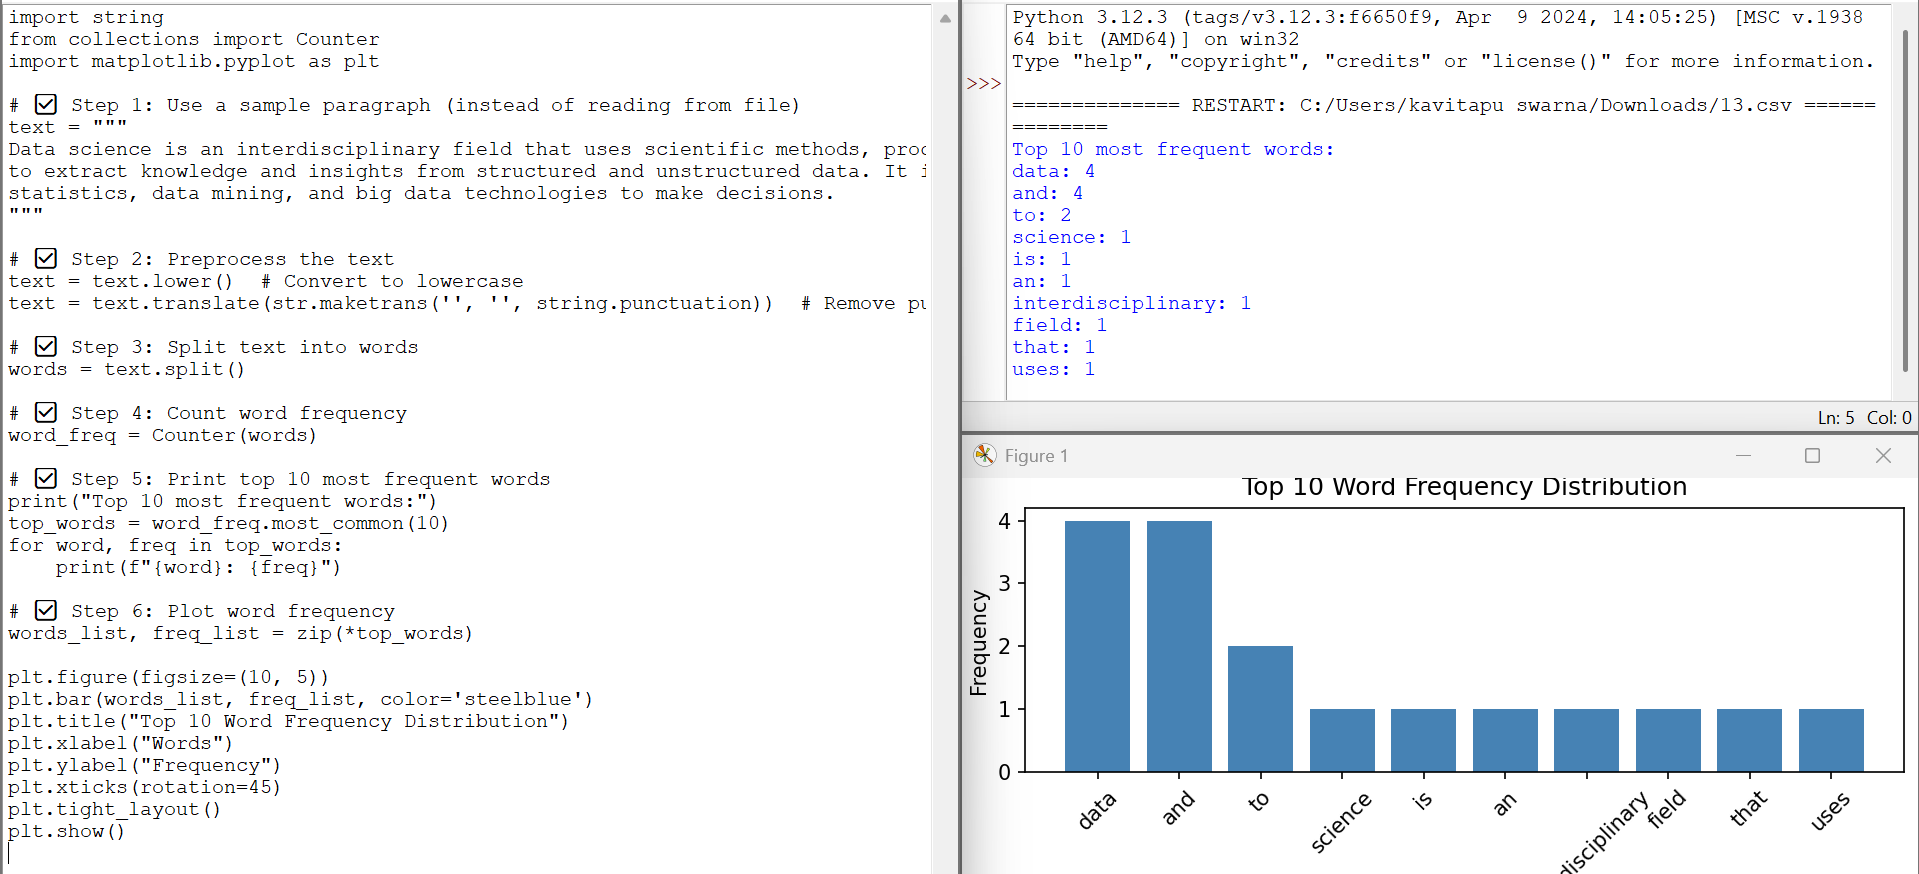 import string
from collections import Counter
import matplotlib.pyplot as plt
# ☑ Step 1: Use a sample paragraph (instead of reading from file)
text = """
Data science is an interdisciplinary field that uses scientific methods, proc
to extract knowledge and insights from structured and unstructured data. It i
statistics, data mining, and big data technologies to make decisions.
"""
# ☑ Step 2: Preprocess the text
text = text.lower()  # Convert to lowercase
text = text.translate(str.maketrans('', '', string.punctuation))  # Remove pu
# ☑ Step 3: Split text into words
words = text.split()
# ☑ Step 4: Count word frequency
word_freq = Counter(words)
# ☑ Step 5: Print top 10 most frequent words
print("Top 10 most frequent words:")
top_words = word_freq.most_common(10)
for word, freq in top_words:
    print(f"{word}: {freq}")
# ☑ Step 6: Plot word frequency
words_list, freq_list = zip(*top_words)
plt.figure(figsize=(10, 5))
plt.bar(words_list, freq_list, color='steelblue')
plt.title("Top 10 Word Frequency Distribution")
plt.xlabel("Words")
plt.ylabel("Frequency")
plt.xticks(rotation=45)
plt.tight_layout()
plt.show()
Python 3.12.3 (tags/v3.12.3:f6650f9, Apr  9 2024, 14:05:25) [MSC v.1938
64 bit (AMD64)] on win32
Type "help", "copyright", "credits" or "license()" for more information.
>>>
============== RESTART: C:/Users/kavitapu swarna/Downloads/13.csv ======
========
Top 10 most frequent words:
data: 4
and: 4
to: 2
science: 1
is: 1
an: 1
interdisciplinary: 1
field: 1
that: 1
uses: 1
Ln: 5  Col: 0
Figure 1
Top 10 Word Frequency Distribution
Frequency
4
3
2
1
0
data
and
to
science
is
an
disciplinary
field
that
uses